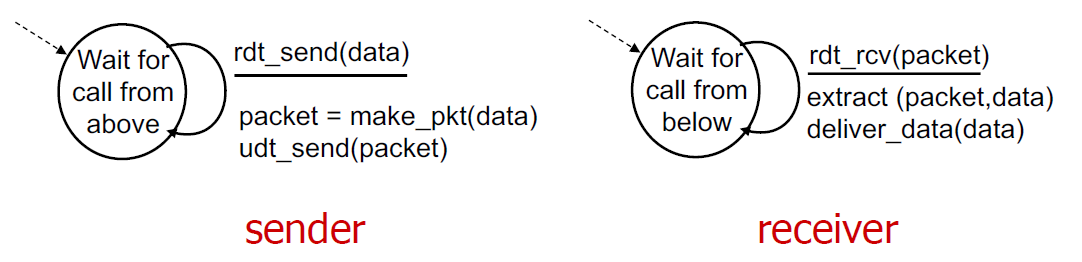 Wait for
call from
above
rdt_send(data)
packet = make_pkt(data)
udt_send(packet)
sender
Wait for
call from
below
rdt_rcv(packet)
extract (packet,data)
deliver_data(data)
receiver